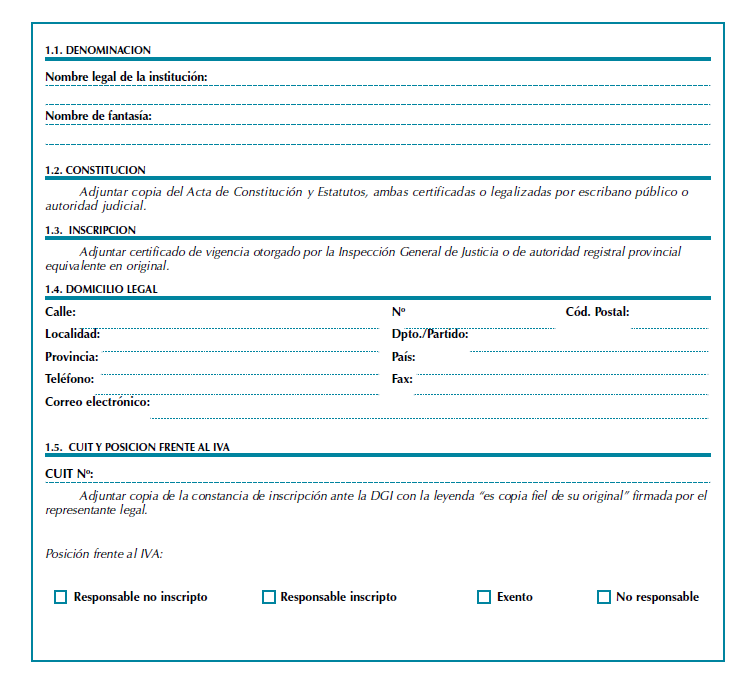 1.1. DENOMINACION
Nombre legal de la institución:
Nombre de fantasía:
1.2. CONSTITUCION
Adjuntar copia del Acta de Constitución y Estatutos, ambas certificadas o legalizadas por escribano público o
autoridad judicial.
1.3. INSCRIPCION
Adjuntar certificado de vigencia otorgado por la Inspección General de Justicia o de autoridad registral provincial
equivalente en original.
1.4. DOMICILIO LEGAL
Calle: Nº Cód. Postal:
Localidad: Dpto./Partido:
Provincia: País:
Teléfono: Fax:
Correo electrónico:
1.5. CUIT Y POSICION FRENTE AL IVA
CUIT Nº:
Adjuntar copia de la constancia de inscripción ante la DGI con la leyenda “es copia fiel de su original” firmada por el
representante legal.
Posición frente al IVA:
Responsable no inscripto Responsable inscripto Exento No responsable